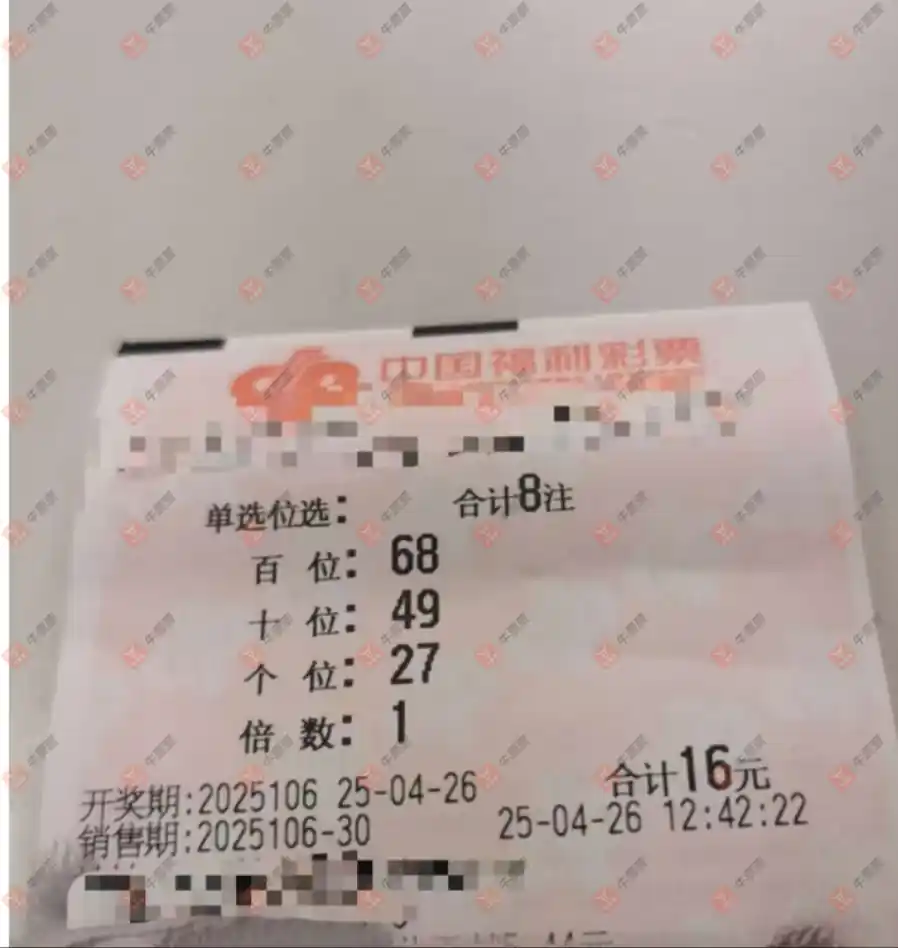 中国福利彩票
单选位选: 合计8注
百 位: 68
十 位: 49
个 位: 27
倍 数: 1
合计16元
开奖期:2025106 25-04-26
销售期:2025106-30 25-04-26 12:42:22